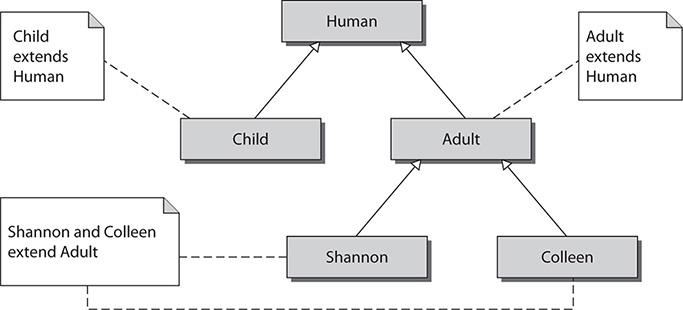 Human
Child
extends
Human
Adult
extends
Human
Child
Adult
Shannon and Colleen
extend Adult
Shannon
Colleen